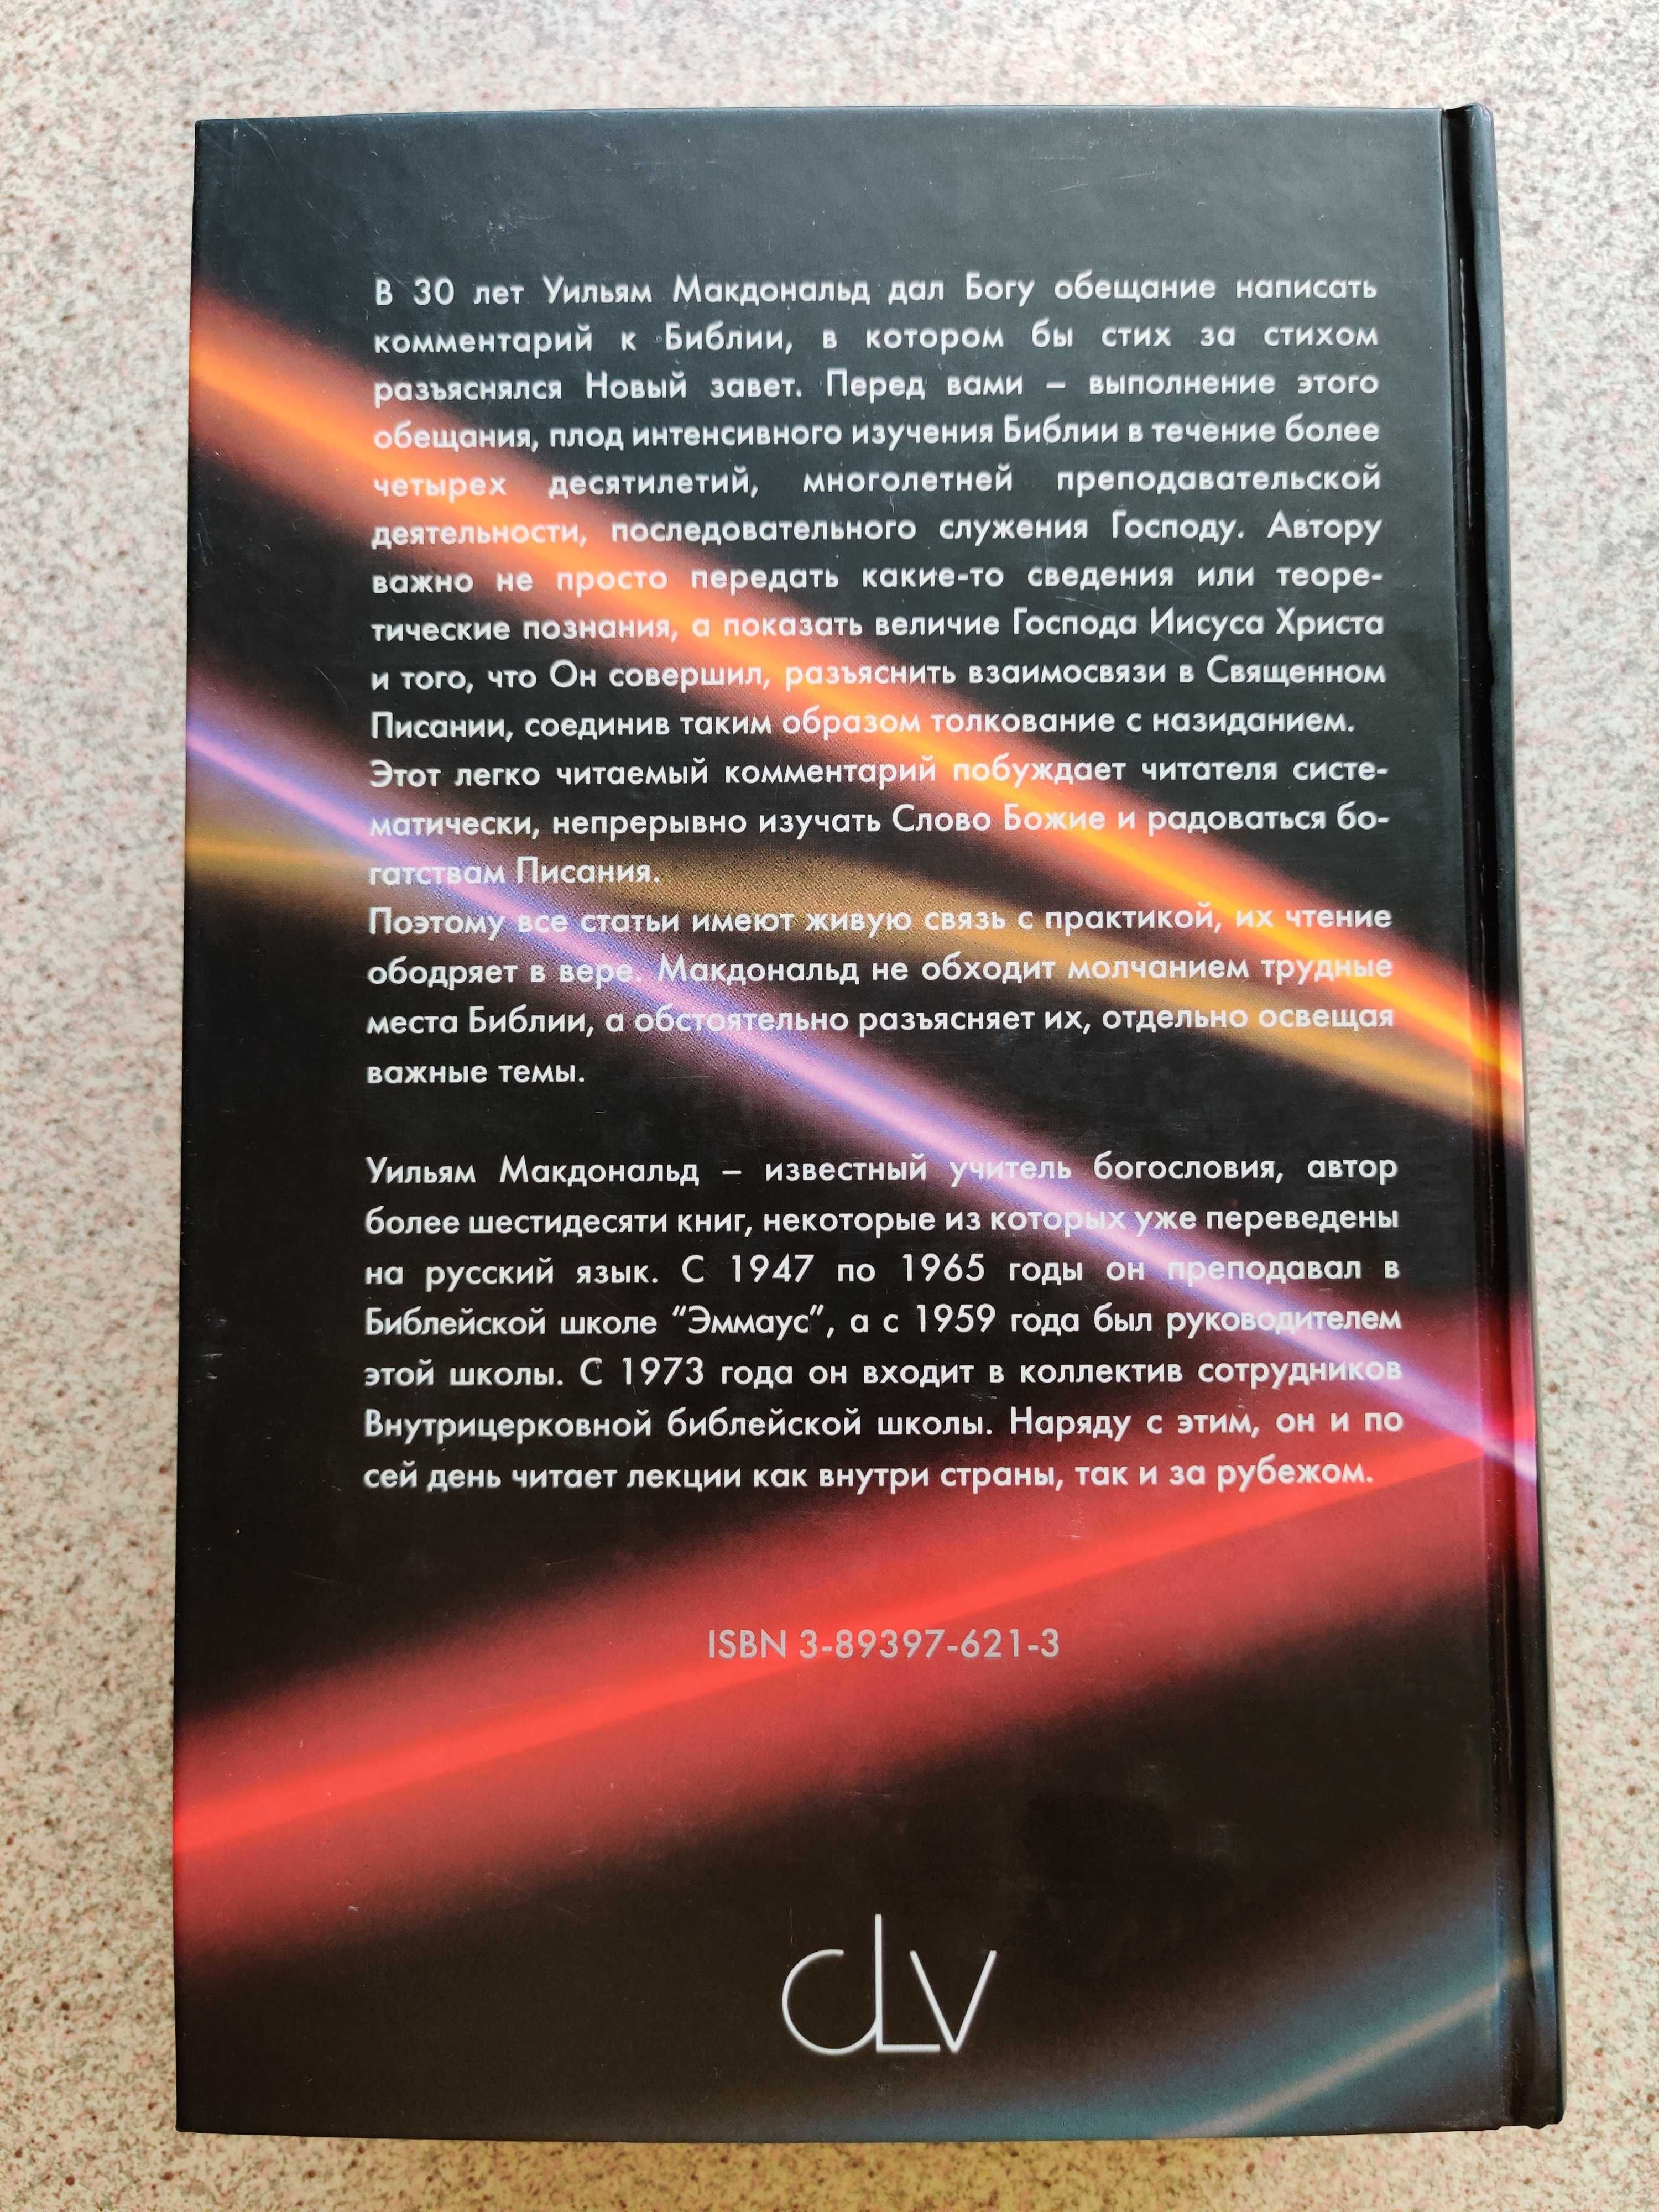 В 30 лет Уильям Макдональд дал Богу обещание написать
комментарий к Библии, в котором бы стих за стихом
разъяснялся Новый завет. Перед вами – выполнение этого
обещания, плод интенсивного изучения Библии в течение более
четырех десятилетий, многолетней преподавательской
деятельности, последовательного служения Господу. Автору
важно не просто передать какие-то сведения или теоре-
тические познания, а показать величие Господа Иисуса Христа
и того, что Он совершил, разъяснить взаимосвязи в Священном
Писании, соединив таким образом толкование с назиданием.
Этот легко читаемый комментарий побуждает читателя систе-
матически, непрерывно изучать Слово Божие и радоваться бо-
гатствам Писания.
Поэтому все статьи имеют живую связь с практикой, их чтение
ободряет в вере. Макдональд не обходит молчанием трудные
места Библии, а обстоятельно разъясняет их, отдельно освещая
важные темы.
Уильям Макдональд – известный учитель богословия, автор
более шестидесяти книг, некоторые из которых уже переведены
на русский язык. С 1947 по 1965 годы он преподавал в
Библейской школе “Эммаус”, а с 1959 года был руководителем
этой школы. С 1973 года он входит в коллектив сотрудников
Внутрицерковной библейской школы. Наряду с этим, он и по
сей день читает лекции как внутри страны, так и за рубежом.
ISBN 3-89397-621-3
clv